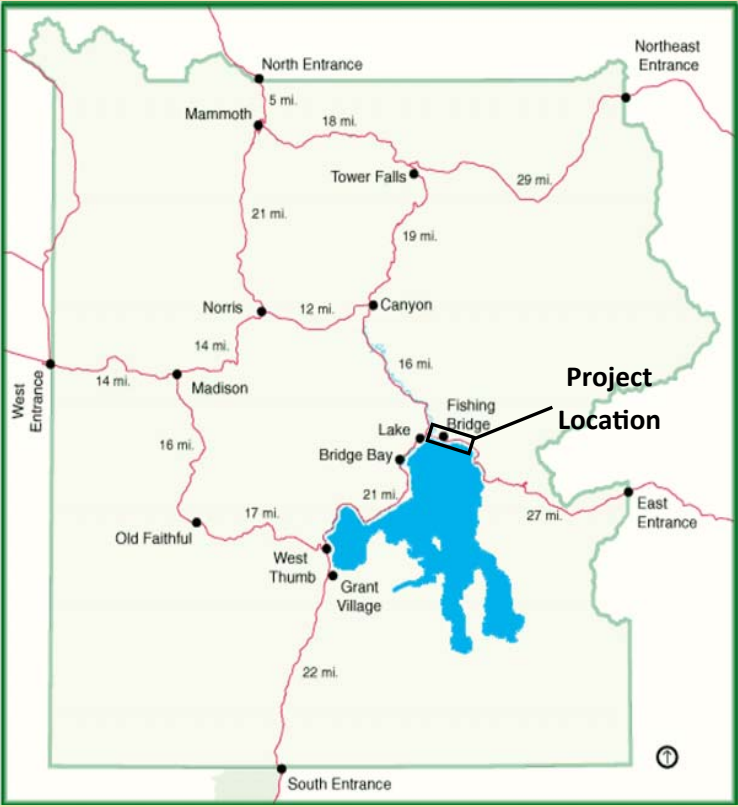 North Entrance
Northeast
Entrance
5 mi.
Mammoth
18 mi.
Tower Falls
29 mi.
21 mi.
19 mi.
Norris
12 mi.
Canyon
14 mi.
16 mi.
West
Entrance
14 mi.
Madison
Project
Location
Fishing
Bridge
Lake
16 mi.
Bridge Bay
21 mi.
17 mi.
Old Faithful
27 mi.
East
Entrance
West
Thumb
Grant
Village
22 mi.
South Entrance